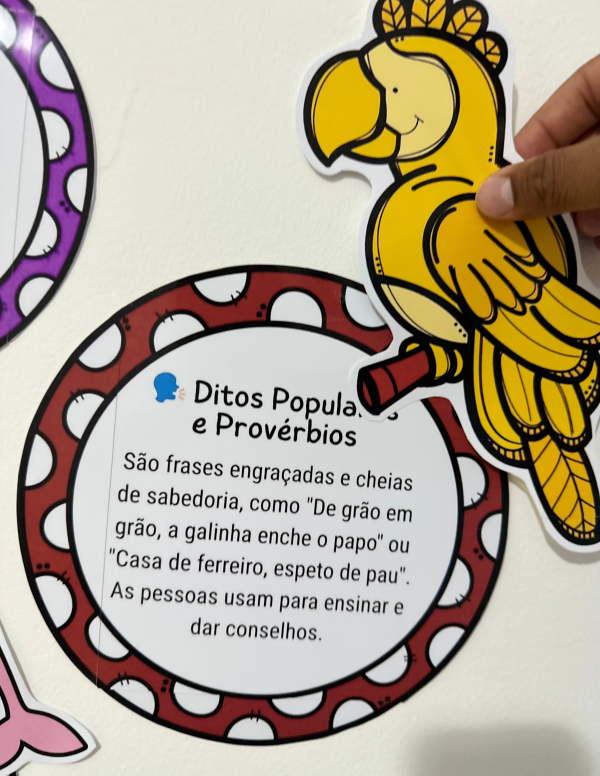 Ditos Popula
e Provérbios
São frases engraçadas e cheias
de sabedoria, como "De grão em
grão, a galinha enche o papo" ou
"Casa de ferreiro, espeto de pau".
As pessoas usam para ensinar e
dar conselhos.